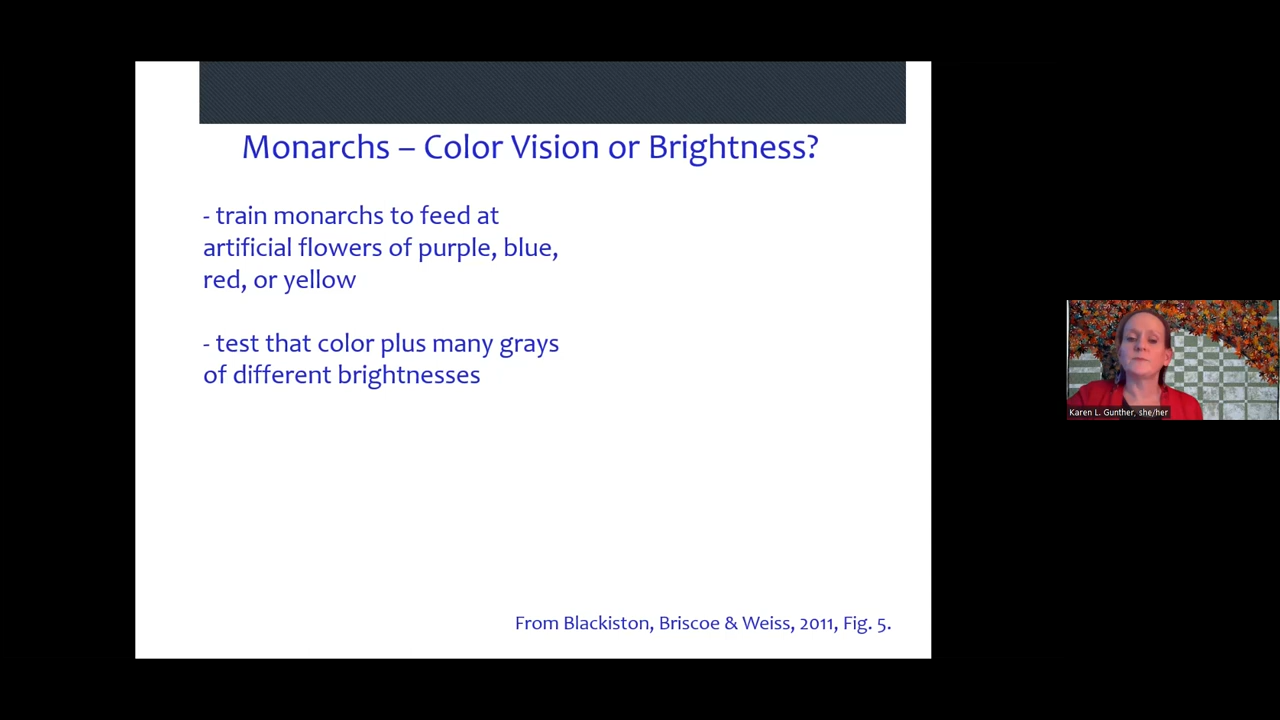 Monarchs – Color Vision or Brightness?
- train monarchs to feed at
artificial flowers of purple, blue,
red, or yellow
- test that color plus many grays
of different brightnesses
From Blackiston, Briscoe & Weiss, 2011, Fig. 5.
Karen L. Gunther, she/her